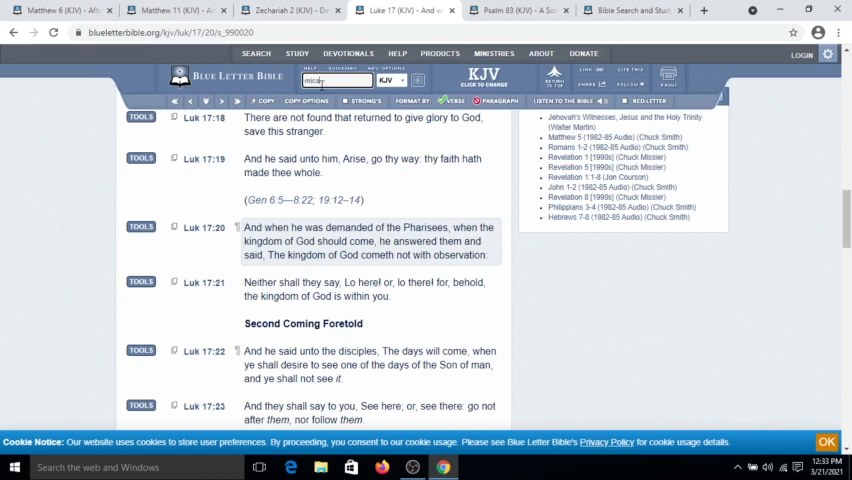 Matthew 6 (KJV) - Afte
Matthew 11 (KJV) - A
Zechariah 2 (KJV) - De
Luke 17 (KJV) - And w
Psalm 83 (KJV) - A So
Bible Search and Study
blueletterbible.org/kjv/luk/17/20/s_990020
SEARCH STUDY DEVOTIONALS HELP PRODUCTS MINISTRIES ABOUT DONATE
LOGIN
HELP QUICKNAV ADV. OPTIONS
BLUE LETTER BIBLE
mica
KJV
KJV
CLICK TO CHANGE
RETURN TO TOP
LINK
CITE THIS
SHARE
FOLLOW
PRINT
COPY COPY OPTIONS STRONG'S FORMAT BY VERSE PARAGRAPH LISTEN TO THE BIBLE RED-LETTER
TOOLS Luk 17:18 There are not found that returned to give glory to God,
save this stranger.
TOOLS Luk 17:19 And he said unto him, Arise, go thy way: thy faith hath
made thee whole.
(Gen 6:5—8:22; 19:12–14)
TOOLS Luk 17:20 ¶ And when he was demanded of the Pharisees, when the
kingdom of God should come, he answered them and
said, The kingdom of God cometh not with observation:
TOOLS Luk 17:21 Neither shall they say, Lo here! or, lo there! for, behold,
the kingdom of God is within you.
Second Coming Foretold
TOOLS Luk 17:22 ¶ And he said unto the disciples, The days will come, when
ye shall desire to see one of the days of the Son of man,
and ye shall not see it.
TOOLS Luk 17:23 And they shall say to you, See here; or, see there: go not
after them, nor follow them.
Jehovah's Witnesses, Jesus and the Holy Trinity
(Walter Martin)
Matthew 5 (1982-85 Audio) (Chuck Smith)
Romans 1-2 (1982-85 Audio) (Chuck Smith)
Revelation 1 [1990s] (Chuck Missler)
Revelation 5 [1990s] (Chuck Missler)
Revelation 1:1-8 (Jon Courson)
John 1-2 (1982-85 Audio) (Chuck Smith)
Revelation 8 [1990s] (Chuck Missler)
Philippians 3-4 (1982-85 Audio) (Chuck Smith)
Hebrews 7-8 (1982-85 Audio) (Chuck Smith)
Cookie Notice: Our website uses cookies to store user preferences. By proceeding, you consent to our cookie usage. Please see Blue Letter Bible's Privacy Policy for cookie usage details.
OK
Search the web and Windows
12:33 PM
3/21/2021